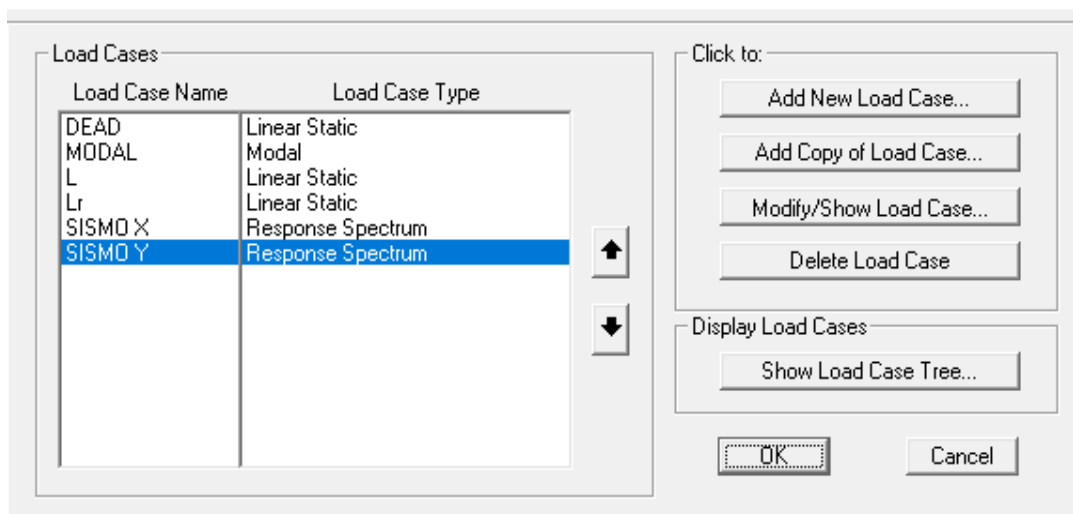 Load Cases
Load Case Name Load Case Type
DEAD Linear Static
MODAL Modal
L Linear Static
Lr Linear Static
SISMO X Response Spectrum
SISMO Y Response Spectrum
Click to:
Add New Load Case...
Add Copy of Load Case...
Modify/Show Load Case...
Delete Load Case
Display Load Cases
Show Load Case Tree...
OK Cancel